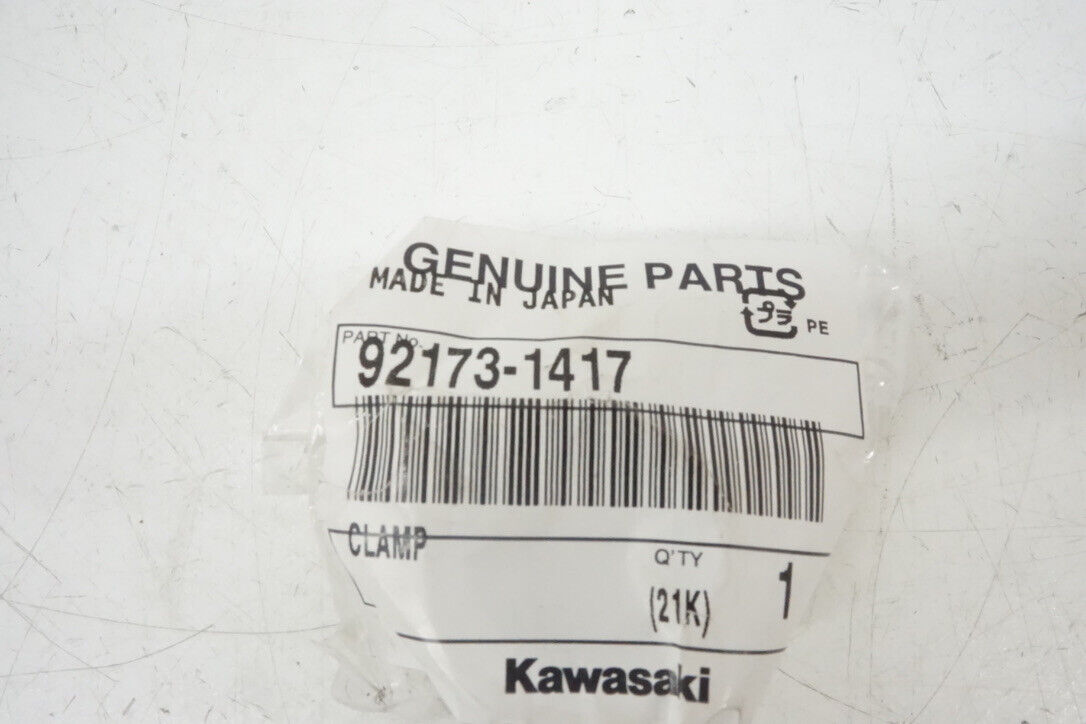 GENUINE PARTS
MADE IN JAPAN
プラ PE
PART No.
92173-1417
CLAMP
Q'TY
(21K) 1
Kawasaki